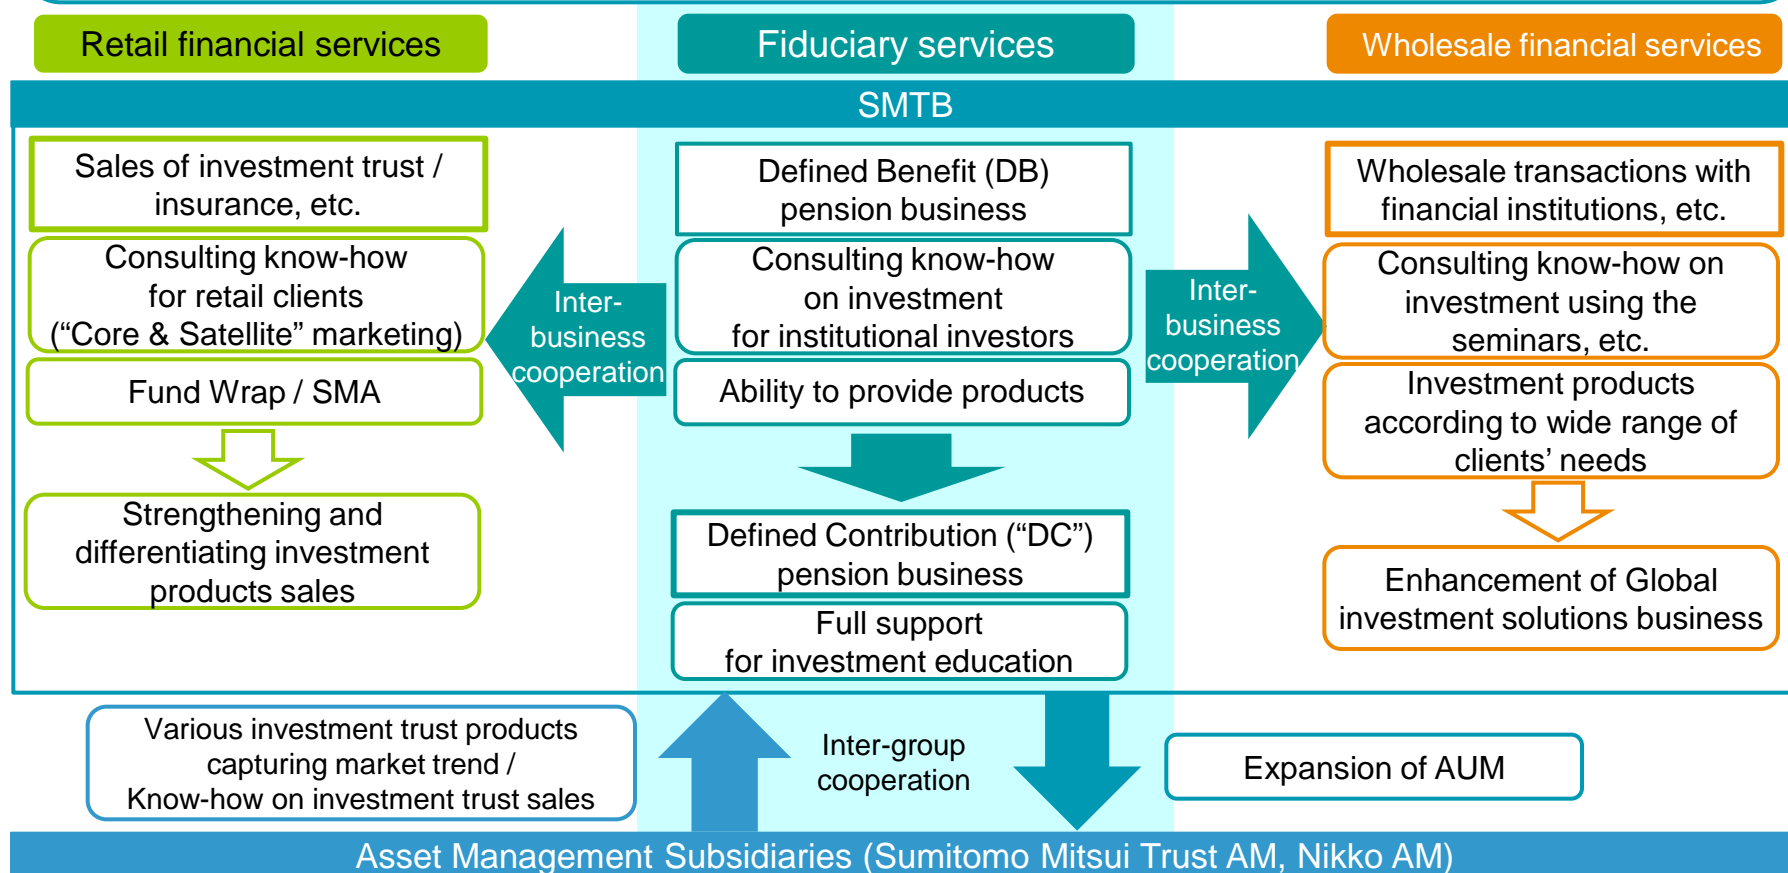 Retail financial services
Fiduciary services
Wholesale financial services
SMTB
Sales of investment trust /
insurance, etc.
Consulting know-how
for retail clients
(“Core & Satellite” marketing)
Fund Wrap / SMA
Strengthening and
differentiating investment
products sales
Inter-
business
cooperation
Defined Benefit (DB)
pension business
Consulting know-how
on investment
for institutional investors
Ability to provide products
Defined Contribution (“DC”)
pension business
Full support
for investment education
Inter-
business
cooperation
Wholesale transactions with
financial institutions, etc.
Consulting know-how on
investment using the
seminars, etc.
Investment products
according to wide range of
clients’ needs
Enhancement of Global
investment solutions business
Various investment trust products
capturing market trend /
Know-how on investment trust sales
Inter-group
cooperation
Expansion of AUM
Asset Management Subsidiaries (Sumitomo Mitsui Trust AM, Nikko AM)